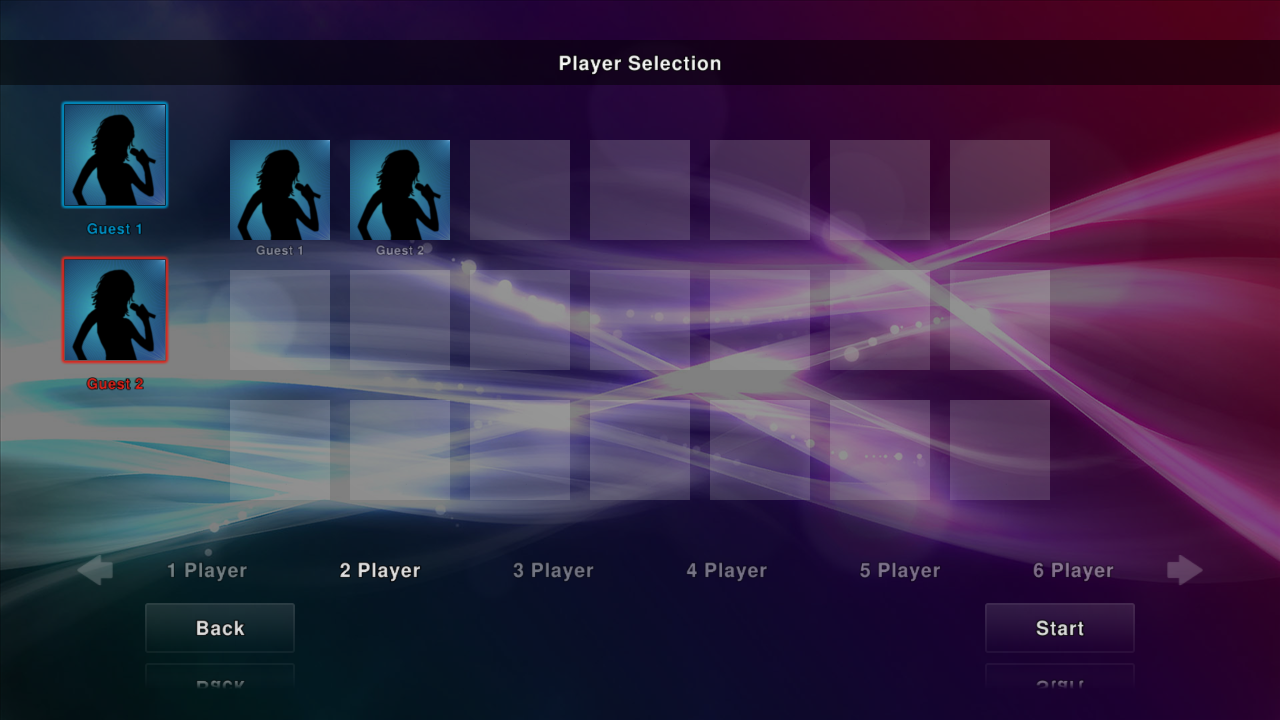 Player Selection
Guest 1
Guest 2
Guest 1
Guest 2
1 Player
2 Player
3 Player
4 Player
5 Player
6 Player
Back
Start